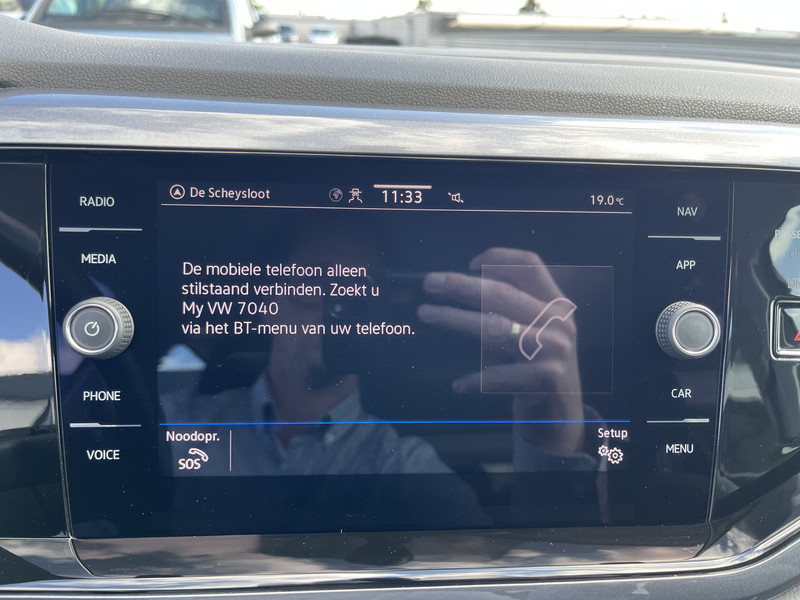 RADIO
MEDIA
PHONE
VOICE
De Scheysloot
11:33
19.0°C
De mobiele telefoon alleen
stilstaand verbinden. Zoekt u
My VW 7040
via het BT-menu van uw telefoon.
Noodopr.
SOS
Setup
NAV
APP
CAR
MENU